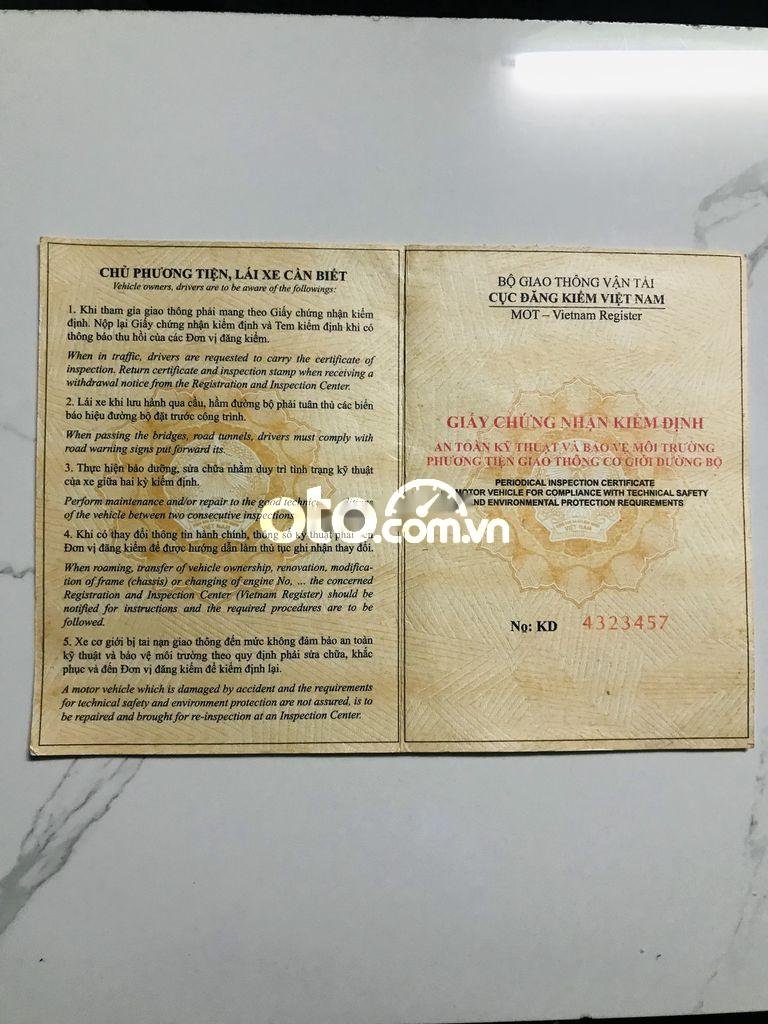 CHỦ PHƯƠNG TIỆN, LÁI XE CẦN BIẾT
Vehicle owners, drivers are to be aware of the followings:
1. Khi tham gia giao thông phải mang theo Giấy chứng nhận kiểm
định. Nộp lại Giấy chứng nhận kiểm định và Tem kiểm định khi có
thông báo thu hồi của các Đơn vị đăng kiểm.
When in traffic, drivers are requested to carry the certificate of
inspection. Return certificate and inspection stamp when receiving a
withdrawal notice from the Registration and Inspection Center.
2. Lái xe khi lưu hành qua cầu, hầm đường bộ phải tuân thủ các biển
báo hiệu đường bộ đặt trước công trình.
When passing the bridges, road tunnels, drivers must comply with
road warning signs put forward its.
3. Thực hiện bảo dưỡng, sửa chữa nhằm duy trì tình trạng kỹ thuật
của xe giữa hai kỳ kiểm định.
Perform maintenance and/or repair to the good
of the vehicle between two consecutive inspections
4. Khi có thay đổi thông tin hành chính, thông số kỹ thuật phải
Đơn vị đăng kiểm để được hướng dẫn làm thủ tục ghi nhận thay đổi.
When roaming, transfer of vehicle ownership, renovation, modifica-
tion of frame (chassis) or changing of engine No, ... the concerned
Registration and Inspection Center (Vietnam Register) should be
notified for instructions and the required procedures are to be
followed.
5. Xe cơ giới bị tai nạn giao thông đến mức không đảm bảo an toàn
kỹ thuật và bảo vệ môi trường theo quy định phải sửa chữa, khắc
phục và đến Đơn vị đăng kiểm để kiểm định lại.
A motor vehicle which is damaged by accident and the requirements
for technical safety and environment protection are not assured, is to
be repaired and brought for re-inspection at an Inspection Center.
BỘ GIAO THÔNG VẬN TẢI
CỤC ĐĂNG KIỂM VIỆT NAM
MOT – Vietnam Register
GIẤY CHỨNG NHẬN KIỂM ĐỊNH
AN TOÀN KỸ THUẬT VÀ BẢO VỆ MÔI TRƯỜNG
PHƯƠNG TIỆN GIAO THÔNG CƠ GIỚI ĐƯỜNG BỘ
PERIODICAL INSPECTION CERTIFICATE
MOTOR VEHICLE FOR COMPLIANCE WITH TECHNICAL SAFETY
AND ENVIRONMENTAL PROTECTION REQUIREMENTS
VIỆT NAM
Nọ: KD 4323457
oto.com.vn